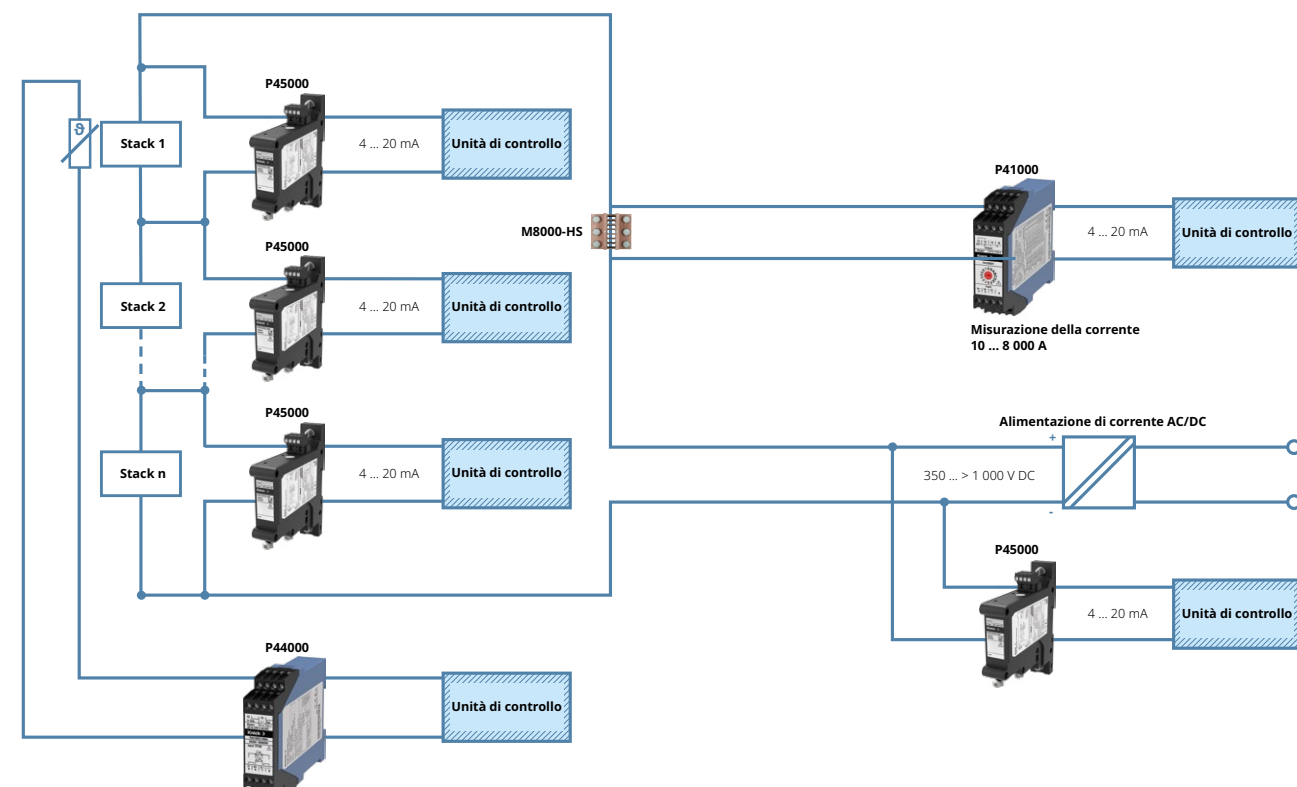 P45000
ϑ
Stack 1
4 ... 20 mA
Unità di controllo
P45000
Stack 2
4 ... 20 mA
Unità di controllo
P45000
Stack n
4 ... 20 mA
Unità di controllo
P44000
Knick >
Unità di controllo
M8000-HS
P41000
4 ... 20 mA
Unità di controllo
Misurazione della corrente
10 ... 8 000 A
Alimentazione di corrente AC/DC
+
350 ... > 1 000 V DC
-
P45000
4 ... 20 mA
Unità di controllo